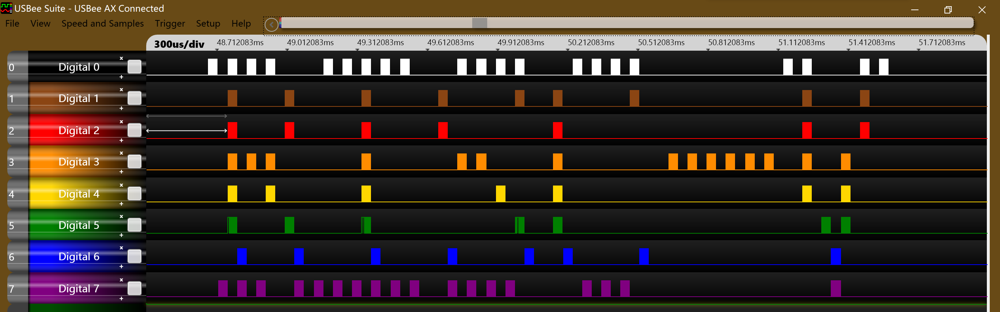 USBee Suite - USBee AX Connected
File View Speed and Samples Trigger Setup Help
300us/div 48.712083ms 49.012083ms 49.312083ms 49.612083ms 49.912083ms 50.212083ms 50.512083ms 50.812083ms 51.112083ms 51.412083ms 51.712083ms
x
0 Digital 0
+
x
1 Digital 1
+
x
2 Digital 2
+
x
3 Digital 3
+
x
4 Digital 4
+
x
5 Digital 5
+
x
6 Digital 6
+
x
7 Digital 7
+